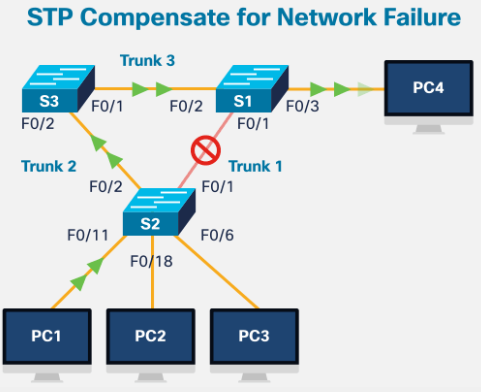 STP Compensate for Network Failure
Trunk 3
S3
F0/1
F0/2
S1
F0/3
PC4
F0/2
F0/1
Trunk 2
Trunk 1
F0/2
F0/1
S2
F0/11
F0/6
F0/18
PC1
PC2
PC3